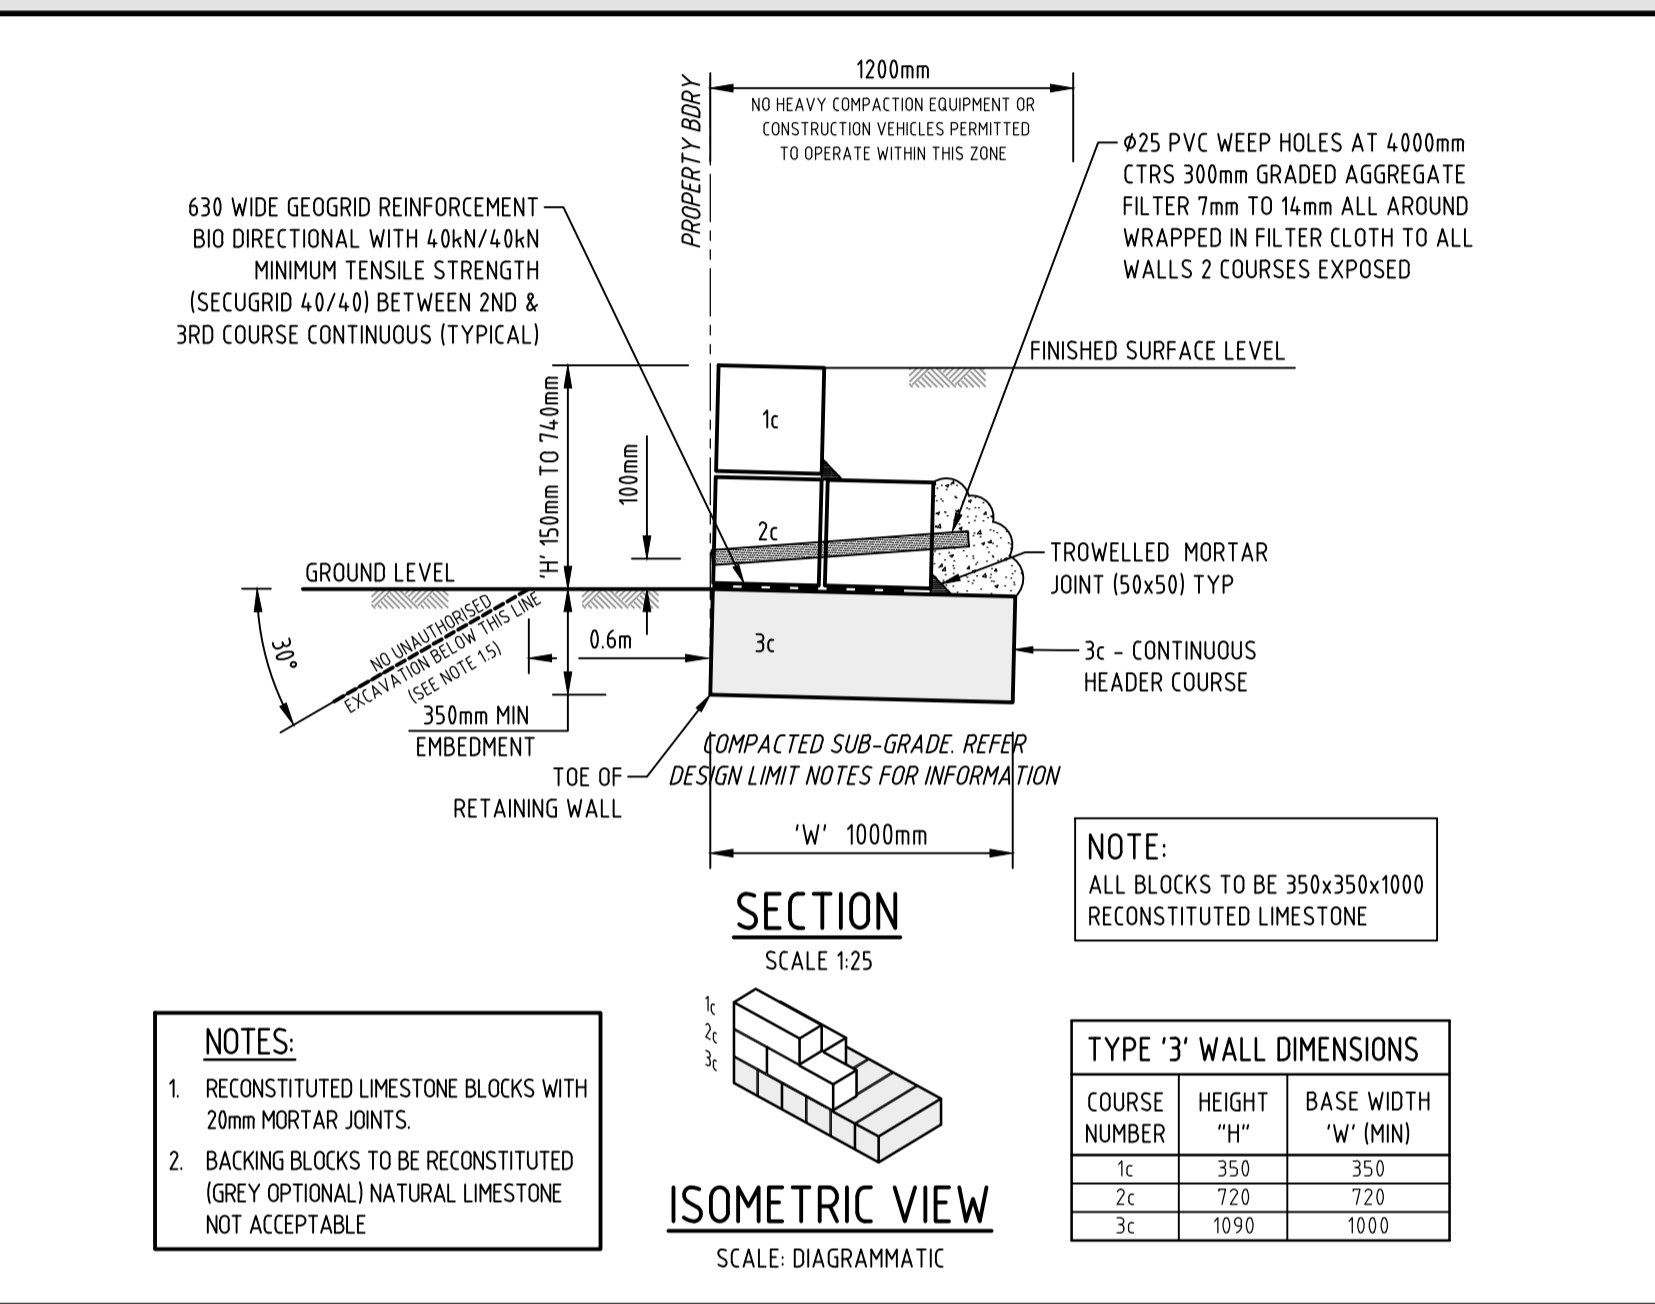 1200mm
NO HEAVY COMPACTION EQUIPMENT OR
CONSTRUCTION VEHICLES PERMITTED
TO OPERATE WITHIN THIS ZONE
PROPERTY BDRY
Ø25 PVC WEEP HOLES AT 4000mm
CTRS 300mm GRADED AGGREGATE
FILTER 7mm TO 14mm ALL AROUND
WRAPPED IN FILTER CLOTH TO ALL
WALLS 2 COURSES EXPOSED
630 WIDE GEOGRID REINFORCEMENT
BIO DIRECTIONAL WITH 40kN/40kN
MINIMUM TENSILE STRENGTH
(SECUGRID 40/40) BETWEEN 2ND &
3RD COURSE CONTINUOUS (TYPICAL)
FINISHED SURFACE LEVEL
'H' 150mm TO 740mm
100mm
1c
2c
3c
GROUND LEVEL
30°
NO UNAUTHORISED
EXCAVATION BELOW THIS LINE
(SEE NOTE 1.5)
0.6m
350mm MIN
EMBEDMENT
TROWELLED MORTAR
JOINT (50x50) TYP
3c - CONTINUOUS
HEADER COURSE
TOE OF
RETAINING WALL
COMPACTED SUB-GRADE. REFER
DESIGN LIMIT NOTES FOR INFORMATION
'W' 1000mm
SECTION
SCALE 1:25
NOTE:
ALL BLOCKS TO BE 350x350x1000
RECONSTITUTED LIMESTONE
NOTES:
1. RECONSTITUTED LIMESTONE BLOCKS WITH
20mm MORTAR JOINTS.
2. BACKING BLOCKS TO BE RECONSTITUTED
(GREY OPTIONAL) NATURAL LIMESTONE
NOT ACCEPTABLE
1c
2c
3c
ISOMETRIC VIEW
SCALE: DIAGRAMMATIC
TYPE '3' WALL DIMENSIONS
COURSE NUMBER HEIGHT "H" BASE WIDTH 'W' (MIN)
1c 350 350
2c 720 720
3c 1090 1000